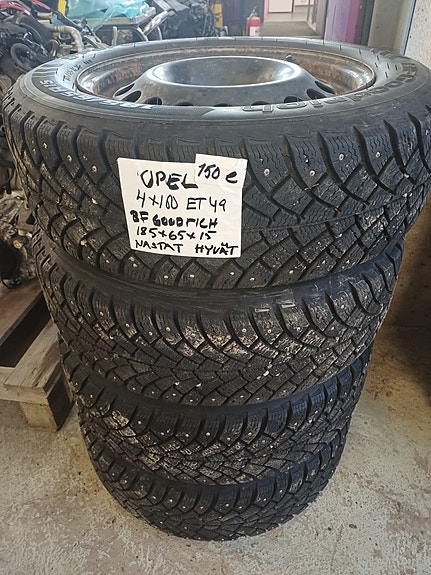 OPEL 150 €
4x100 ET49
BF GOODRICH
185x65x15
NASTAT HYVÄT